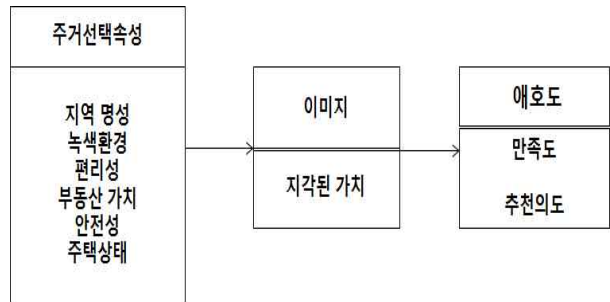 주거선택속성
지역 명성
녹색환경
편리성
부동산 가치
안전성
주택상태
이미지
지각된 가치
애호도
만족도
추천의도